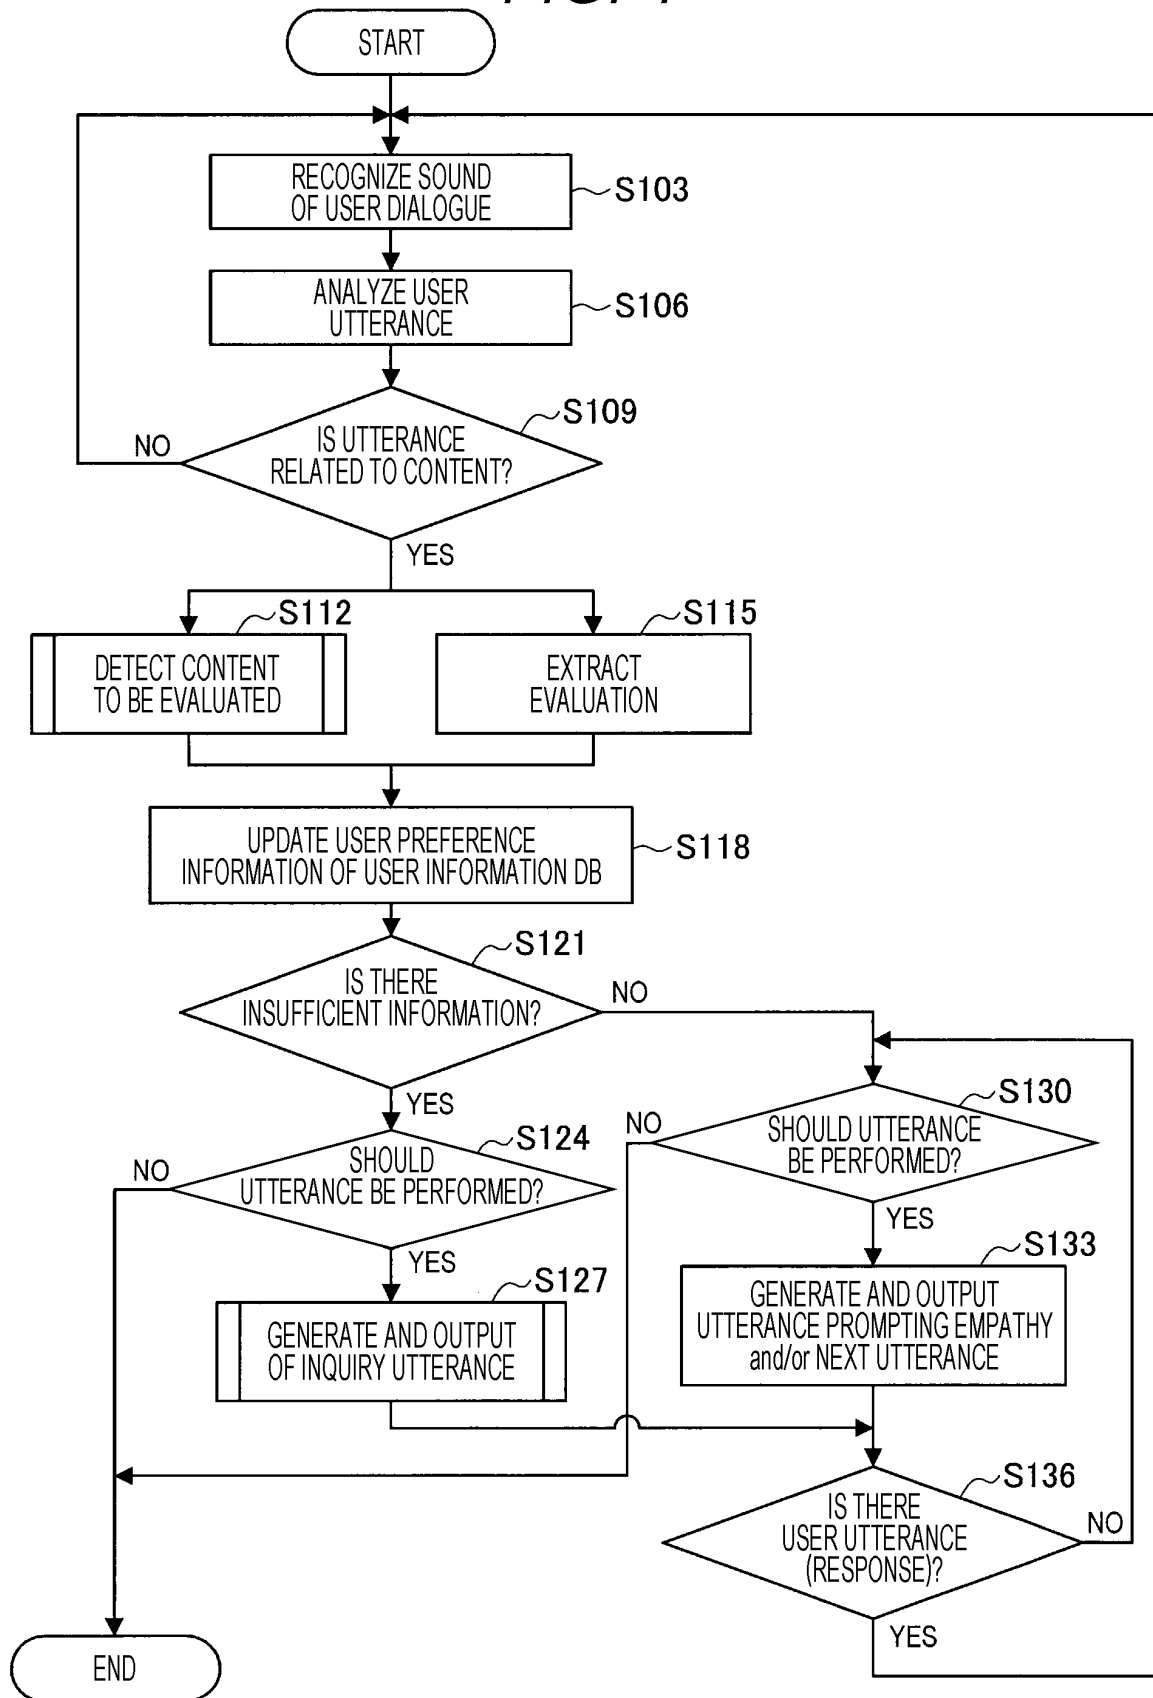 START
RECOGNIZE SOUND
OF USER DIALOGUE
S103
ANALYZE USER
UTTERANCE
S106
S109
IS UTTERANCE
RELATED TO CONTENT?
NO
YES
S112
DETECT CONTENT
TO BE EVALUATED
S115
EXTRACT
EVALUATION
UPDATE USER PREFERENCE
INFORMATION OF USER INFORMATION DB
S118
S121
IS THERE
INSUFFICIENT INFORMATION?
NO
YES
S124
SHOULD
UTTERANCE BE PERFORMED?
NO
YES
S127
GENERATE AND OUTPUT
OF INQUIRY UTTERANCE
S130
SHOULD UTTERANCE
BE PERFORMED?
NO
YES
S133
GENERATE AND OUTPUT
UTTERANCE PROMPTING EMPATHY
and/or NEXT UTTERANCE
S136
IS THERE
USER UTTERANCE
(RESPONSE)?
NO
YES
END